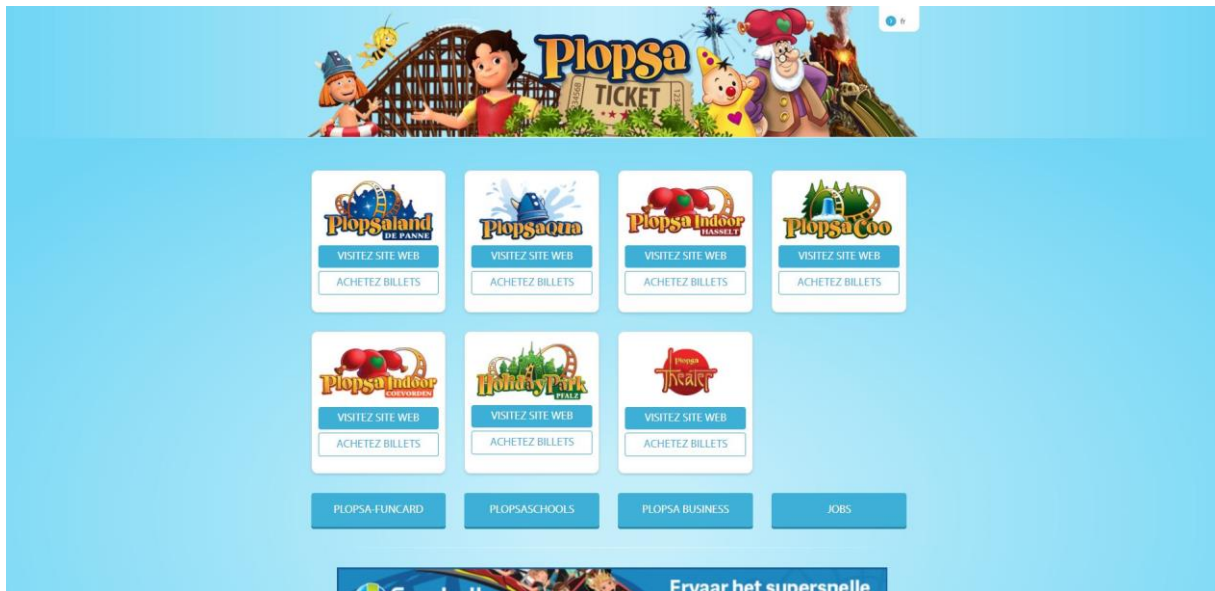 fr
Plopsa
TICKET
Plopsaland
DE PANNE
VISITEZ SITE WEB
ACHETEZ BILLETS
PlopsaQua
VISITEZ SITE WEB
ACHETEZ BILLETS
Plopsa Indoor
HASSELT
VISITEZ SITE WEB
ACHETEZ BILLETS
Plopsa Coo
VISITEZ SITE WEB
ACHETEZ BILLETS
Plopsa Indoor
COEVORDEN
VISITEZ SITE WEB
ACHETEZ BILLETS
Holiday Park
PFALZ
VISITEZ SITE WEB
ACHETEZ BILLETS
Plopsa
Theater
VISITEZ SITE WEB
ACHETEZ BILLETS
PLOPSA-FUNCARD
PLOPSASCHOOLS
PLOPSA BUSINESS
JOBS
Ervaar het supersnelle